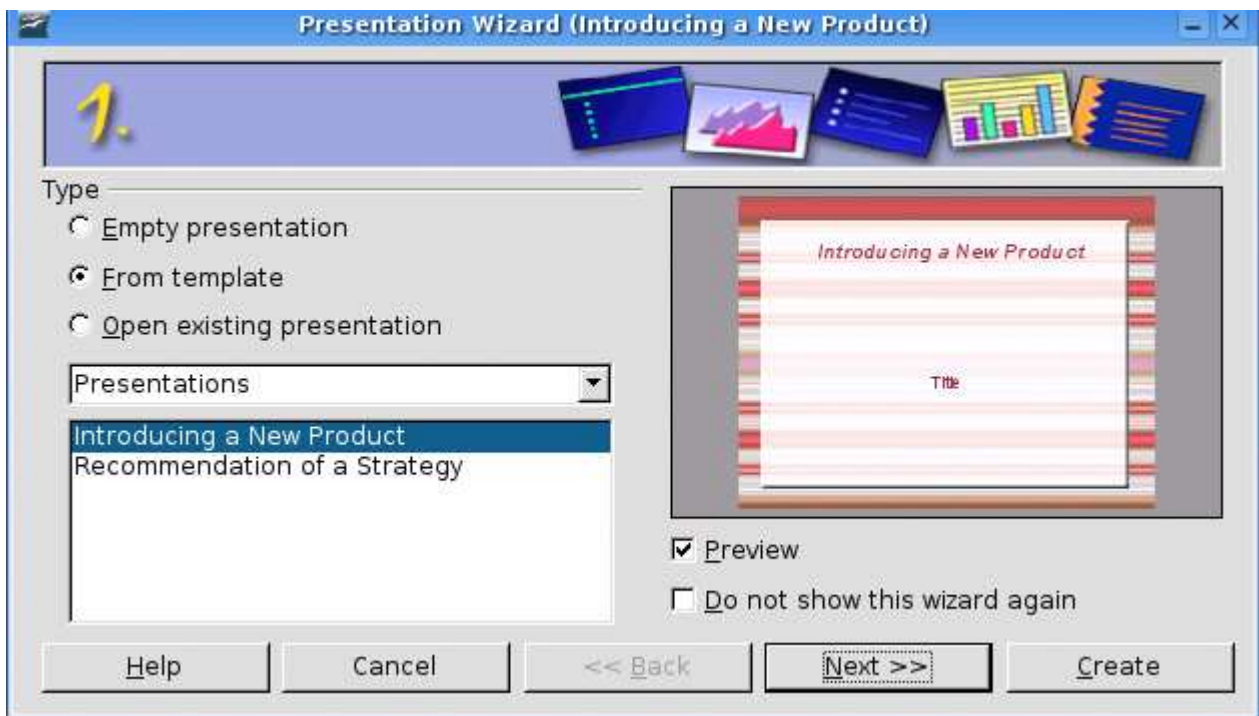 Presentation Wizard (Introducing a New Product)
1.
Type
Empty presentation
From template
Open existing presentation
Presentations
Introducing a New Product
Recommendation of a Strategy
Introducing a New Product
Title
Preview
Do not show this wizard again
Help
Cancel
<< Back
Next >>
Create